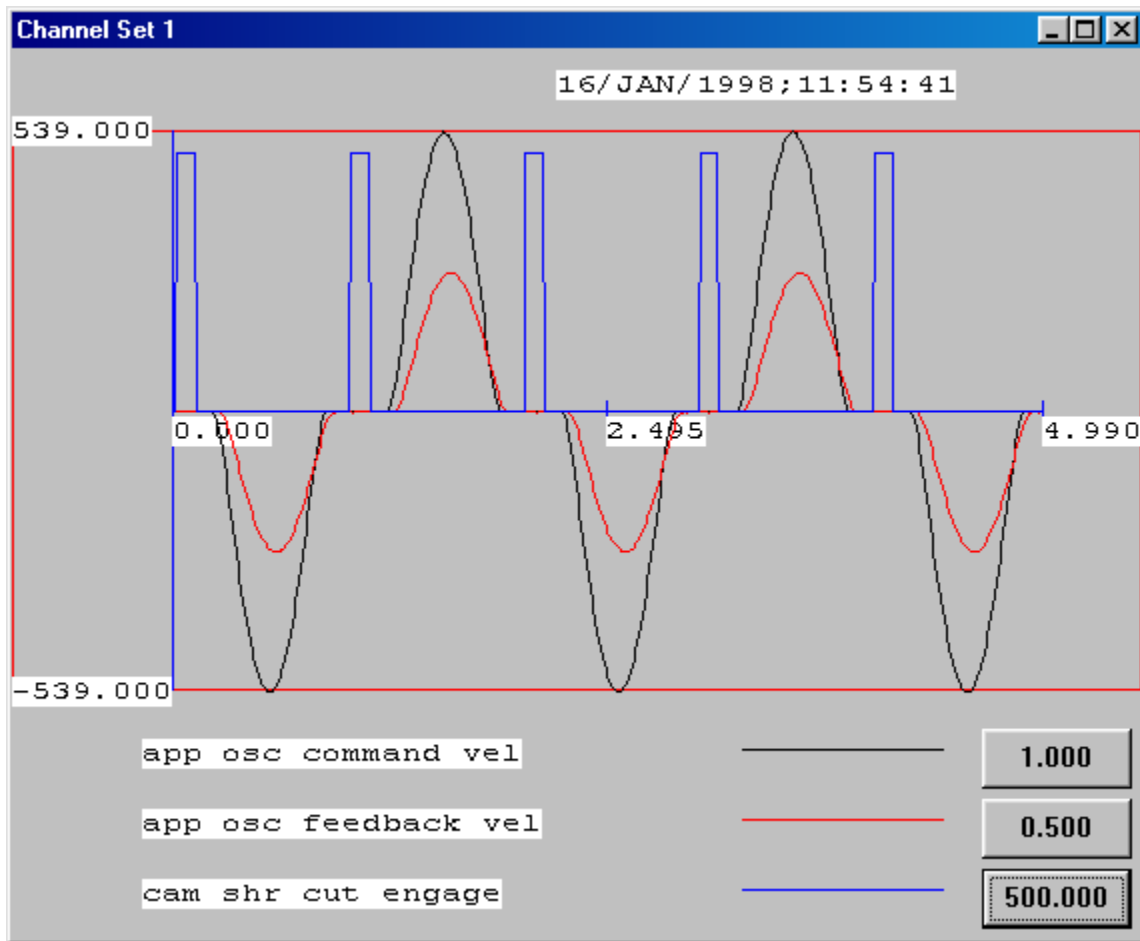 Channel Set 1
16/JAN/1998;11:54:41
539.000
0.000 2.495 4.990
-539.000
app osc command vel 1.000
app osc feedback vel 0.500
cam shr cut engage 500.000